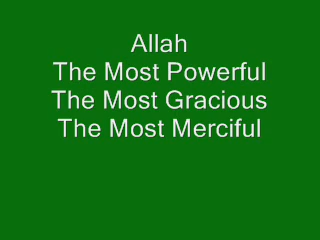 Allah
The Most Powerful
The Most Gracious
The Most Merciful